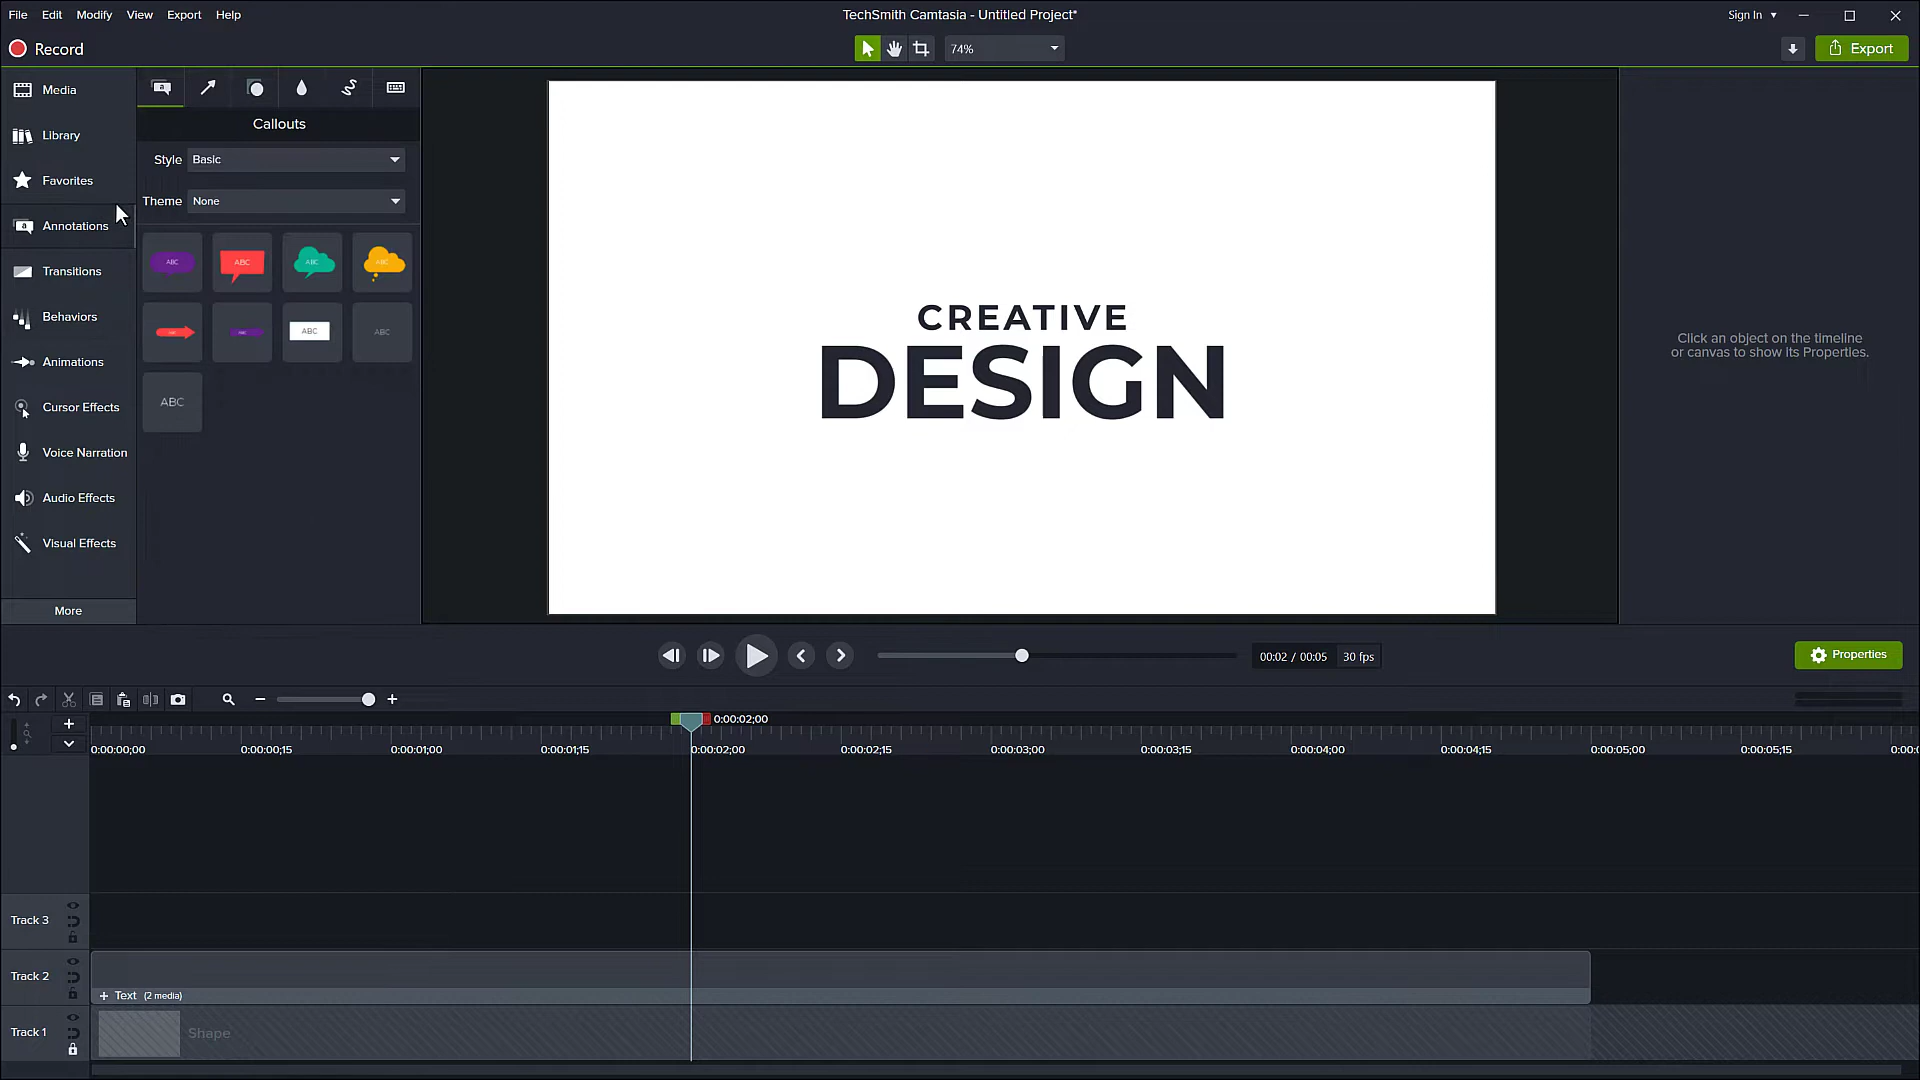 File Edit Modify View Export Help
TechSmith Camtasia - Untitled Project*
Sign In
Record
74%
Export
Media
Library
Favorites
Annotations
Transitions
Behaviors
Animations
Cursor Effects
Voice Narration
Audio Effects
Visual Effects
More
Callouts
Style Basic
Theme None
ABC ABC ABC ABC
ABC ABC ABC
ABC
CREATIVE
DESIGN
Click an object on the timeline
or canvas to show its Properties.
00:02 / 00:05 30 fps
Properties
0:00:02;00
0:00:00;00 0:00:00;15 0:00:01;00 0:00:01;15 0:00:02;00 0:00:02;15 0:00:03;00 0:00:03;15 0:00:04;00 0:00:04;15 0:00:05;00 0:00:05;15
Track 3
Track 2
+ Text (2 media)
Track 1
Shape